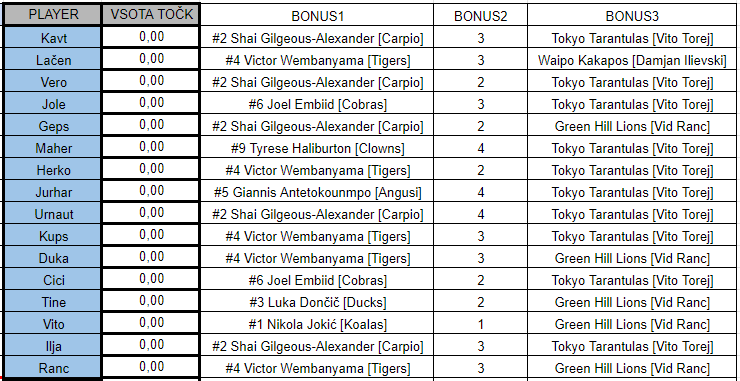 PLAYER VSOTA TOČK BONUS1 BONUS2 BONUS3
Kavt 0,00 #2 Shai Gilgeous-Alexander [Carpio] 3 Tokyo Tarantulas [Vito Torej]
Lačen 0,00 #4 Victor Wembanyama [Tigers] 3 Waipo Kakapos [Damjan Ilievski]
Vero 0,00 #2 Shai Gilgeous-Alexander [Carpio] 2 Tokyo Tarantulas [Vito Torej]
Jole 0,00 #6 Joel Embiid [Cobras] 3 Tokyo Tarantulas [Vito Torej]
Geps 0,00 #2 Shai Gilgeous-Alexander [Carpio] 2 Green Hill Lions [Vid Ranc]
Maher 0,00 #9 Tyrese Haliburton [Clowns] 4 Tokyo Tarantulas [Vito Torej]
Herko 0,00 #4 Victor Wembanyama [Tigers] 2 Tokyo Tarantulas [Vito Torej]
Jurhar 0,00 #5 Giannis Antetokounmpo [Angusi] 4 Tokyo Tarantulas [Vito Torej]
Urnaut 0,00 #2 Shai Gilgeous-Alexander [Carpio] 4 Tokyo Tarantulas [Vito Torej]
Kups 0,00 #4 Victor Wembanyama [Tigers] 3 Tokyo Tarantulas [Vito Torej]
Duka 0,00 #4 Victor Wembanyama [Tigers] 3 Green Hill Lions [Vid Ranc]
Cici 0,00 #6 Joel Embiid [Cobras] 2 Tokyo Tarantulas [Vito Torej]
Tine 0,00 #3 Luka Dončič [Ducks] 2 Green Hill Lions [Vid Ranc]
Vito 0,00 #1 Nikola Jokić [Koalas] 1 Green Hill Lions [Vid Ranc]
Ilja 0,00 #2 Shai Gilgeous-Alexander [Carpio] 3 Tokyo Tarantulas [Vito Torej]
Ranc 0,00 #4 Victor Wembanyama [Tigers] 3 Green Hill Lions [Vid Ranc]